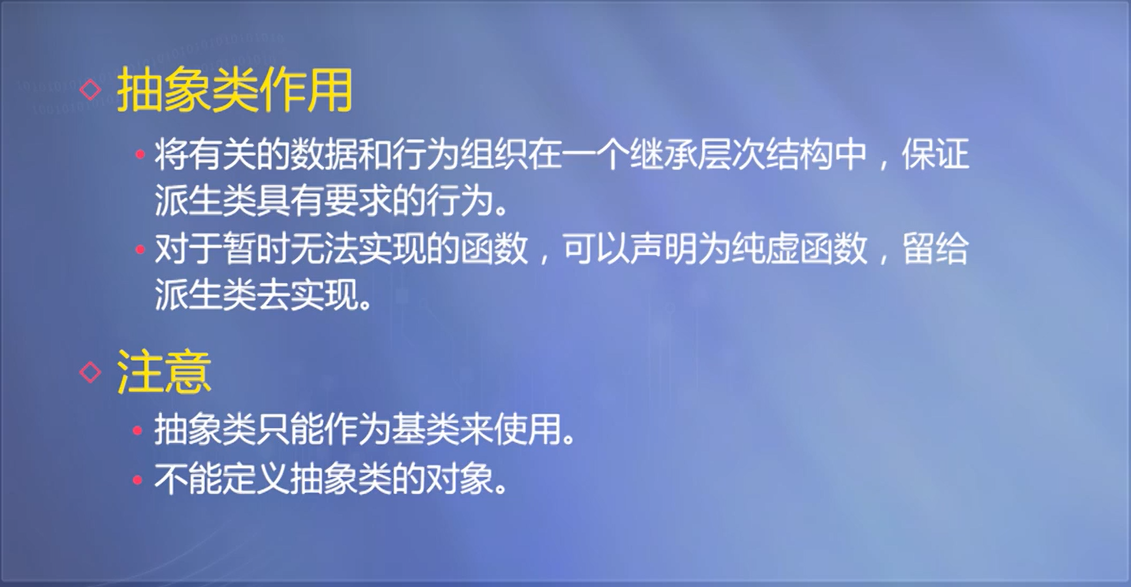 抽象类作用
将有关的数据和行为组织在一个继承层次结构中，保证
派生类具有要求的行为。
对于暂时无法实现的函数，可以声明为纯虚函数，留给
派生类去实现。
注意
抽象类只能作为基类来使用。
不能定义抽象类的对象。